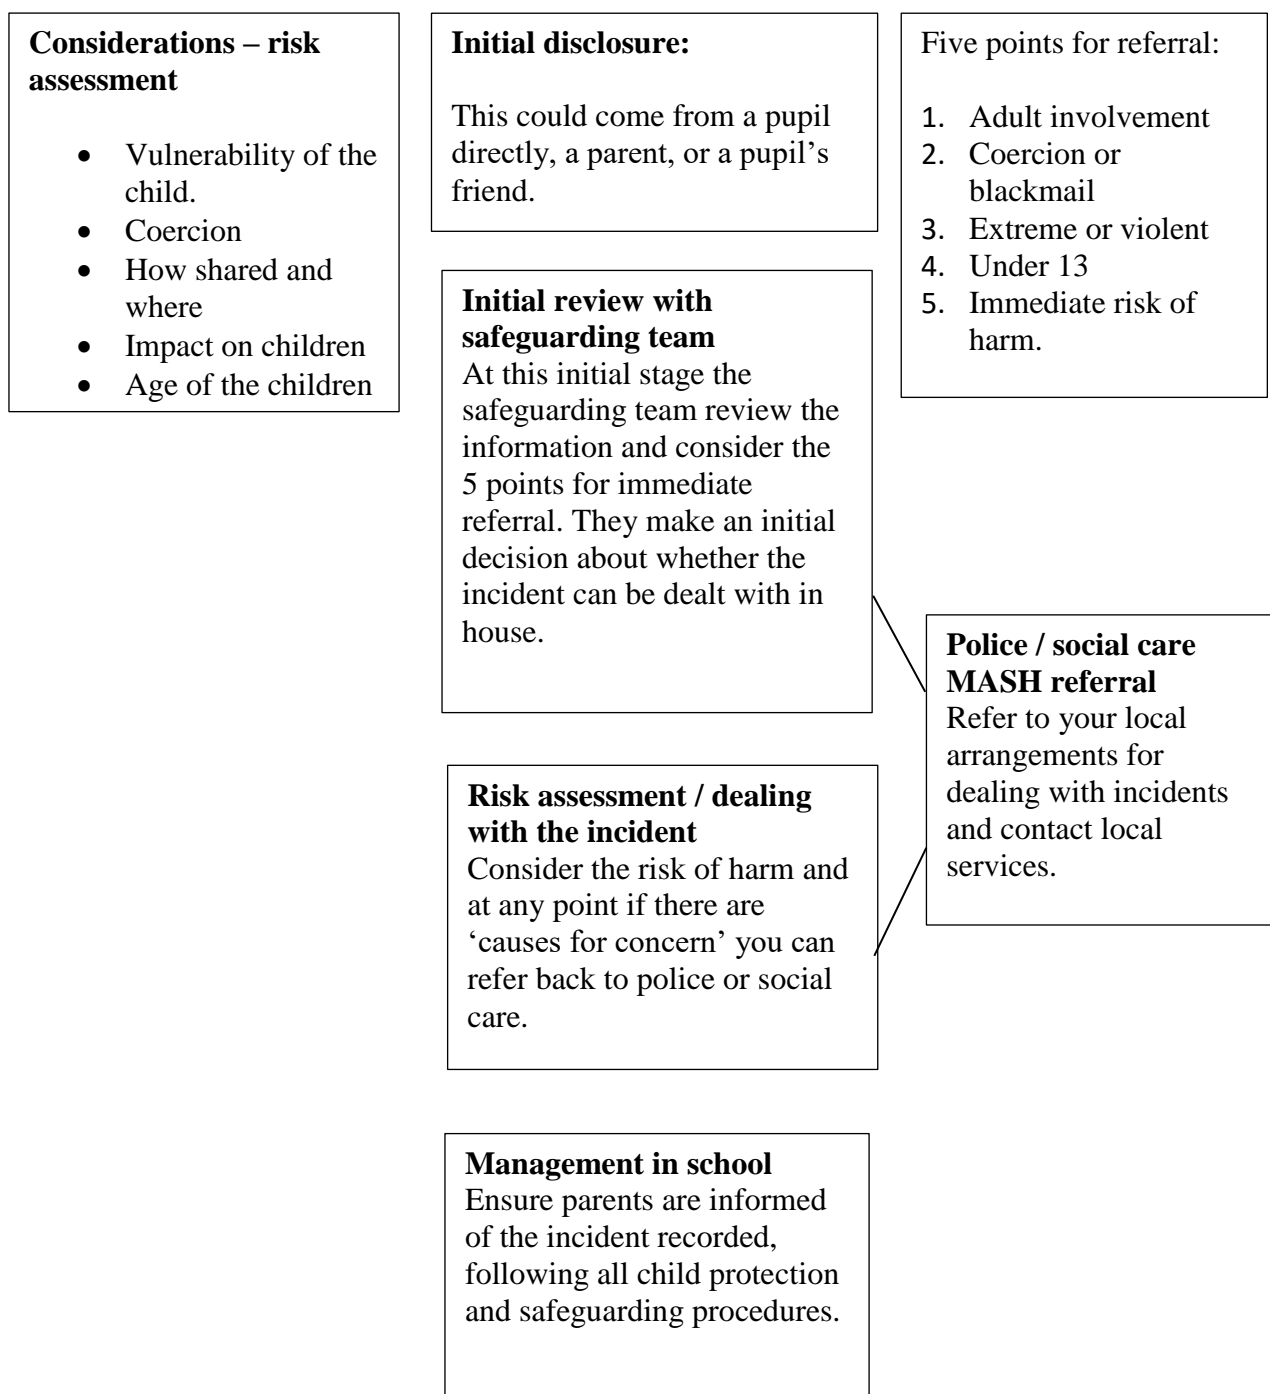 Considerations – risk
assessment
• Vulnerability of the
child.
• Coercion
• How shared and
where
• Impact on children
• Age of the children
Initial disclosure:
This could come from a pupil
directly, a parent, or a pupil’s
friend.
Five points for referral:
1. Adult involvement
2. Coercion or
blackmail
3. Extreme or violent
4. Under 13
5. Immediate risk of
harm.
Initial review with
safeguarding team
At this initial stage the
safeguarding team review the
information and consider the
5 points for immediate
referral. They make an initial
decision about whether the
incident can be dealt with in
house.
Police / social care
MASH referral
Refer to your local
arrangements for
dealing with incidents
and contact local
services.
Risk assessment / dealing
with the incident
Consider the risk of harm and
at any point if there are
‘causes for concern’ you can
refer back to police or social
care.
Management in school
Ensure parents are informed
of the incident recorded,
following all child protection
and safeguarding procedures.